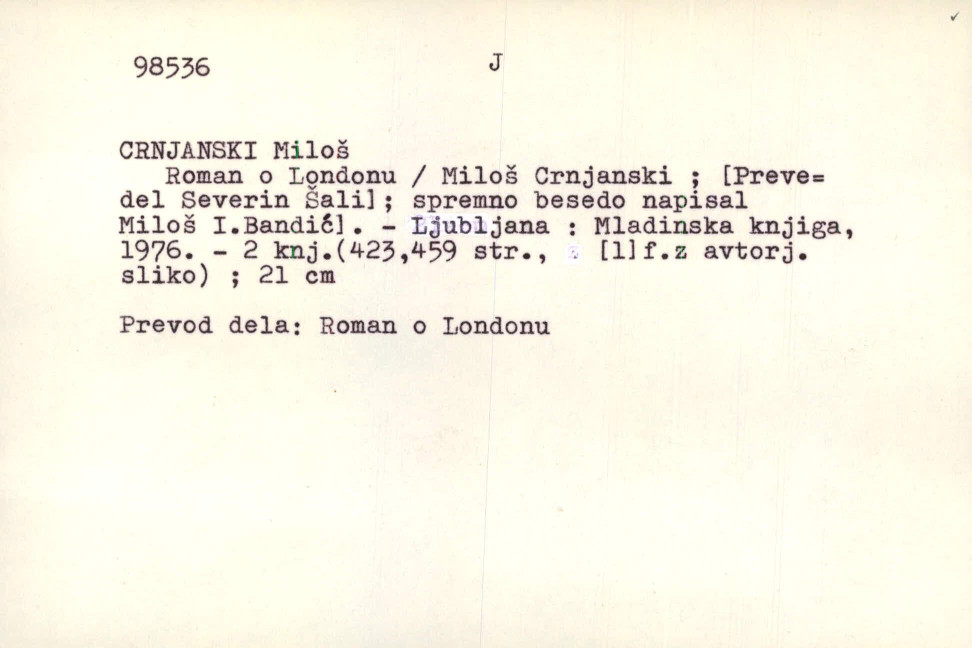 98536 J
CRNJANSKI Miloš
Roman o Londonu / Miloš Crnjanski ; [Preve=
del Severin Šali] ; spremno besedo napisal
Miloš I.Bandić]. - Ljubljana : Mladinska knjiga,
1976. - 2 knj.(423,459 str., [1]f.z avtorj.
sliko) ; 21 cm
Prevod dela: Roman o Londonu